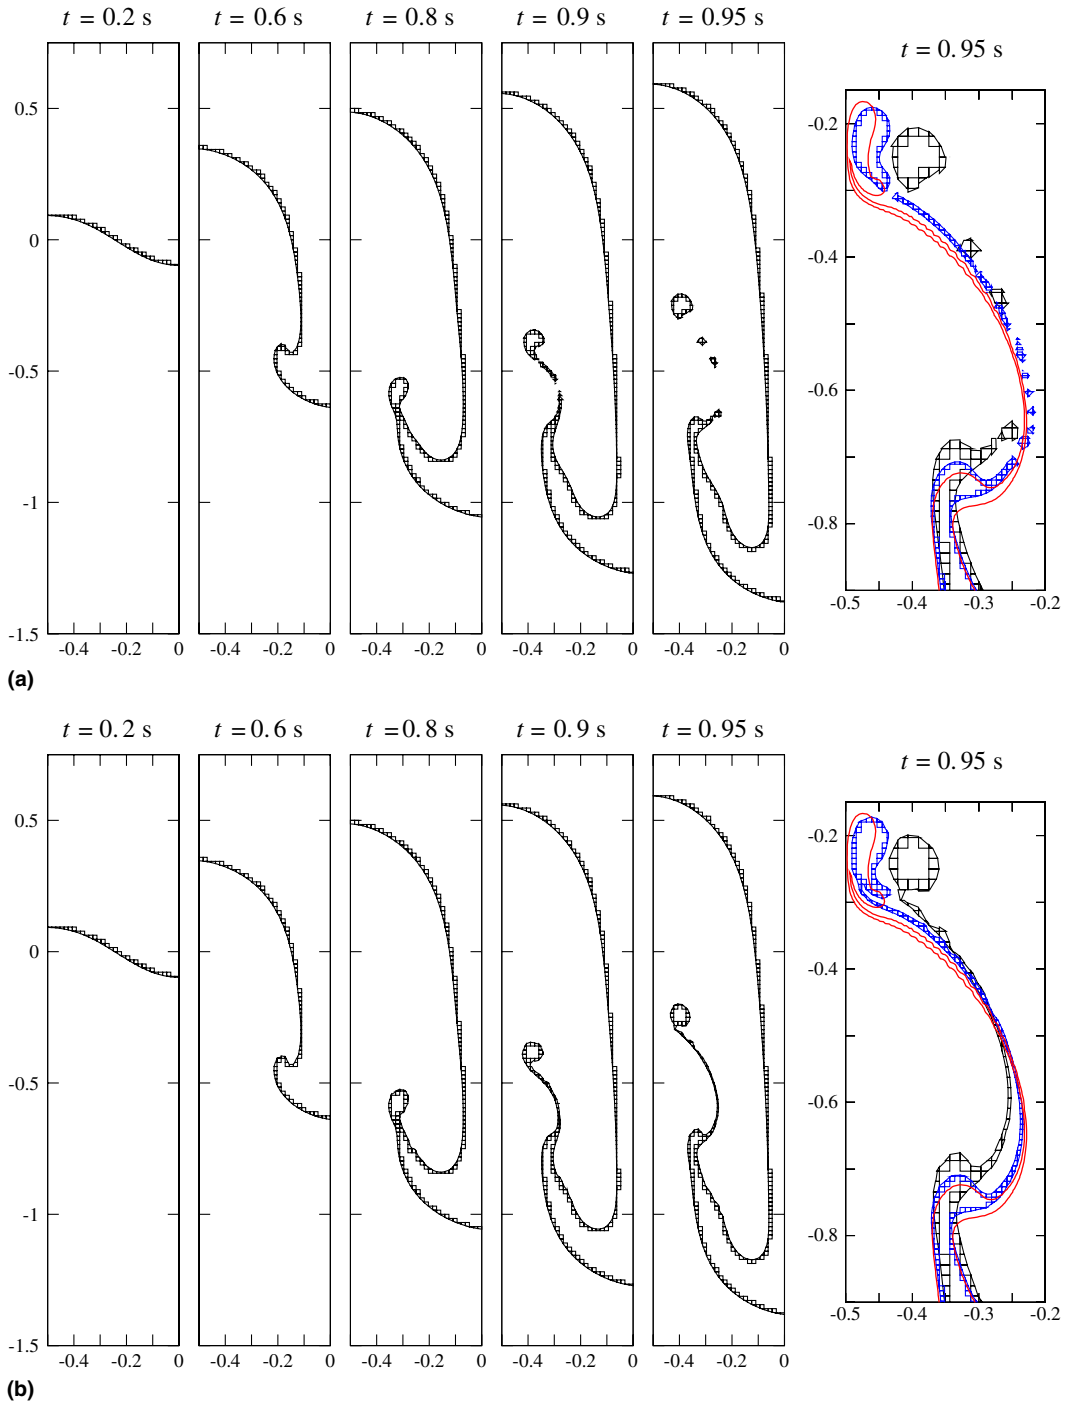 t = 0.2 s
t = 0.6 s
t = 0.8 s
t = 0.9 s
t = 0.95 s
t = 0.95 s
0.5
0
-0.5
-1
-1.5
-0.4 -0.2 0
-0.4 -0.2 0
-0.4 -0.2 0
-0.4 -0.2 0
-0.4 -0.2 0
-0.2
-0.4
-0.6
-0.8
-0.5 -0.4 -0.3 -0.2
(a)
t = 0.2 s
t = 0.6 s
t = 0.8 s
t = 0.9 s
t = 0.95 s
t = 0.95 s
0.5
0
-0.5
-1
-1.5
-0.4 -0.2 0
-0.4 -0.2 0
-0.4 -0.2 0
-0.4 -0.2 0
-0.4 -0.2 0
-0.2
-0.4
-0.6
-0.8
-0.5 -0.4 -0.3 -0.2
(b)